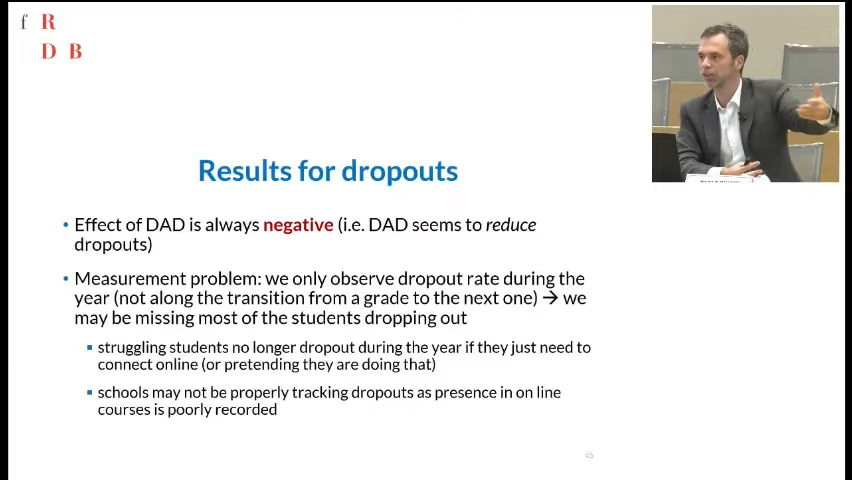 f R
D B
Results for dropouts
• Effect of DAD is always negative (i.e. DAD seems to reduce
dropouts)
• Measurement problem: we only observe dropout rate during the
year (not along the transition from a grade to the next one) → we
may be missing most of the students dropping out
▪ struggling students no longer dropout during the year if they just need to
connect online (or pretending they are doing that)
▪ schools may not be properly tracking dropouts as presence in on line
courses is poorly recorded
45